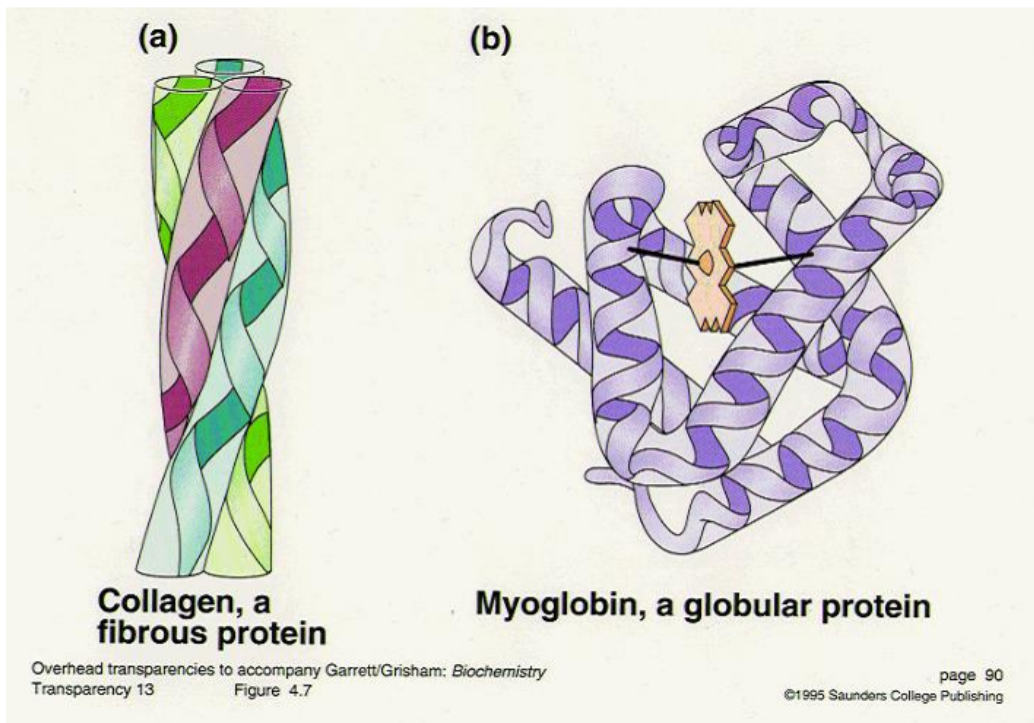 (a)
(b)
Collagen, a
fibrous protein
Myoglobin, a globular protein
Overhead transparencies to accompany Garrett/Grisham: Biochemistry
Transparency 13 Figure 4.7
page 90
©1995 Saunders College Publishing